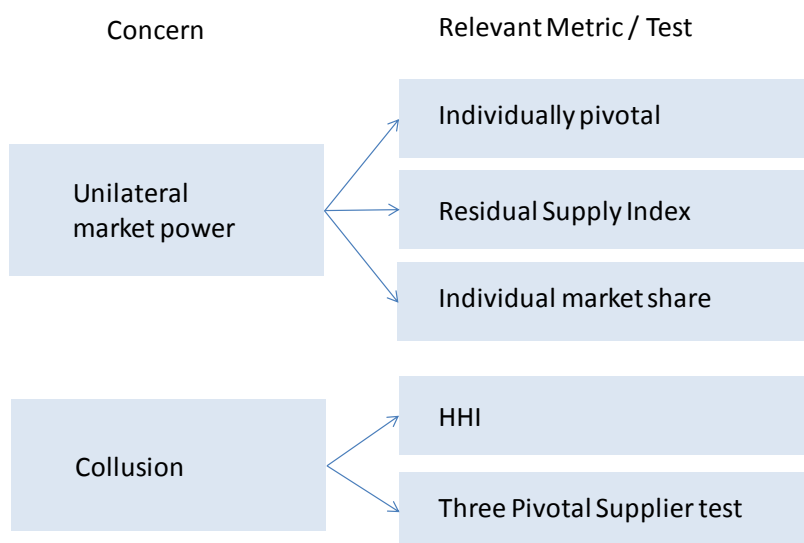 Concern
Relevant Metric / Test
Individually pivotal
Unilateral
market power
Residual Supply Index
Individual market share
HHI
Collusion
Three Pivotal Supplier test